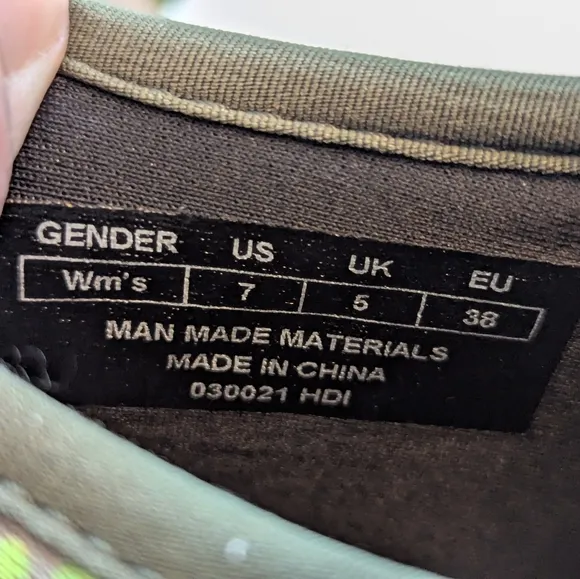 GENDER US UK EU
Wm's 7 5 38
MAN MADE MATERIALS
MADE IN CHINA
030021 HDI